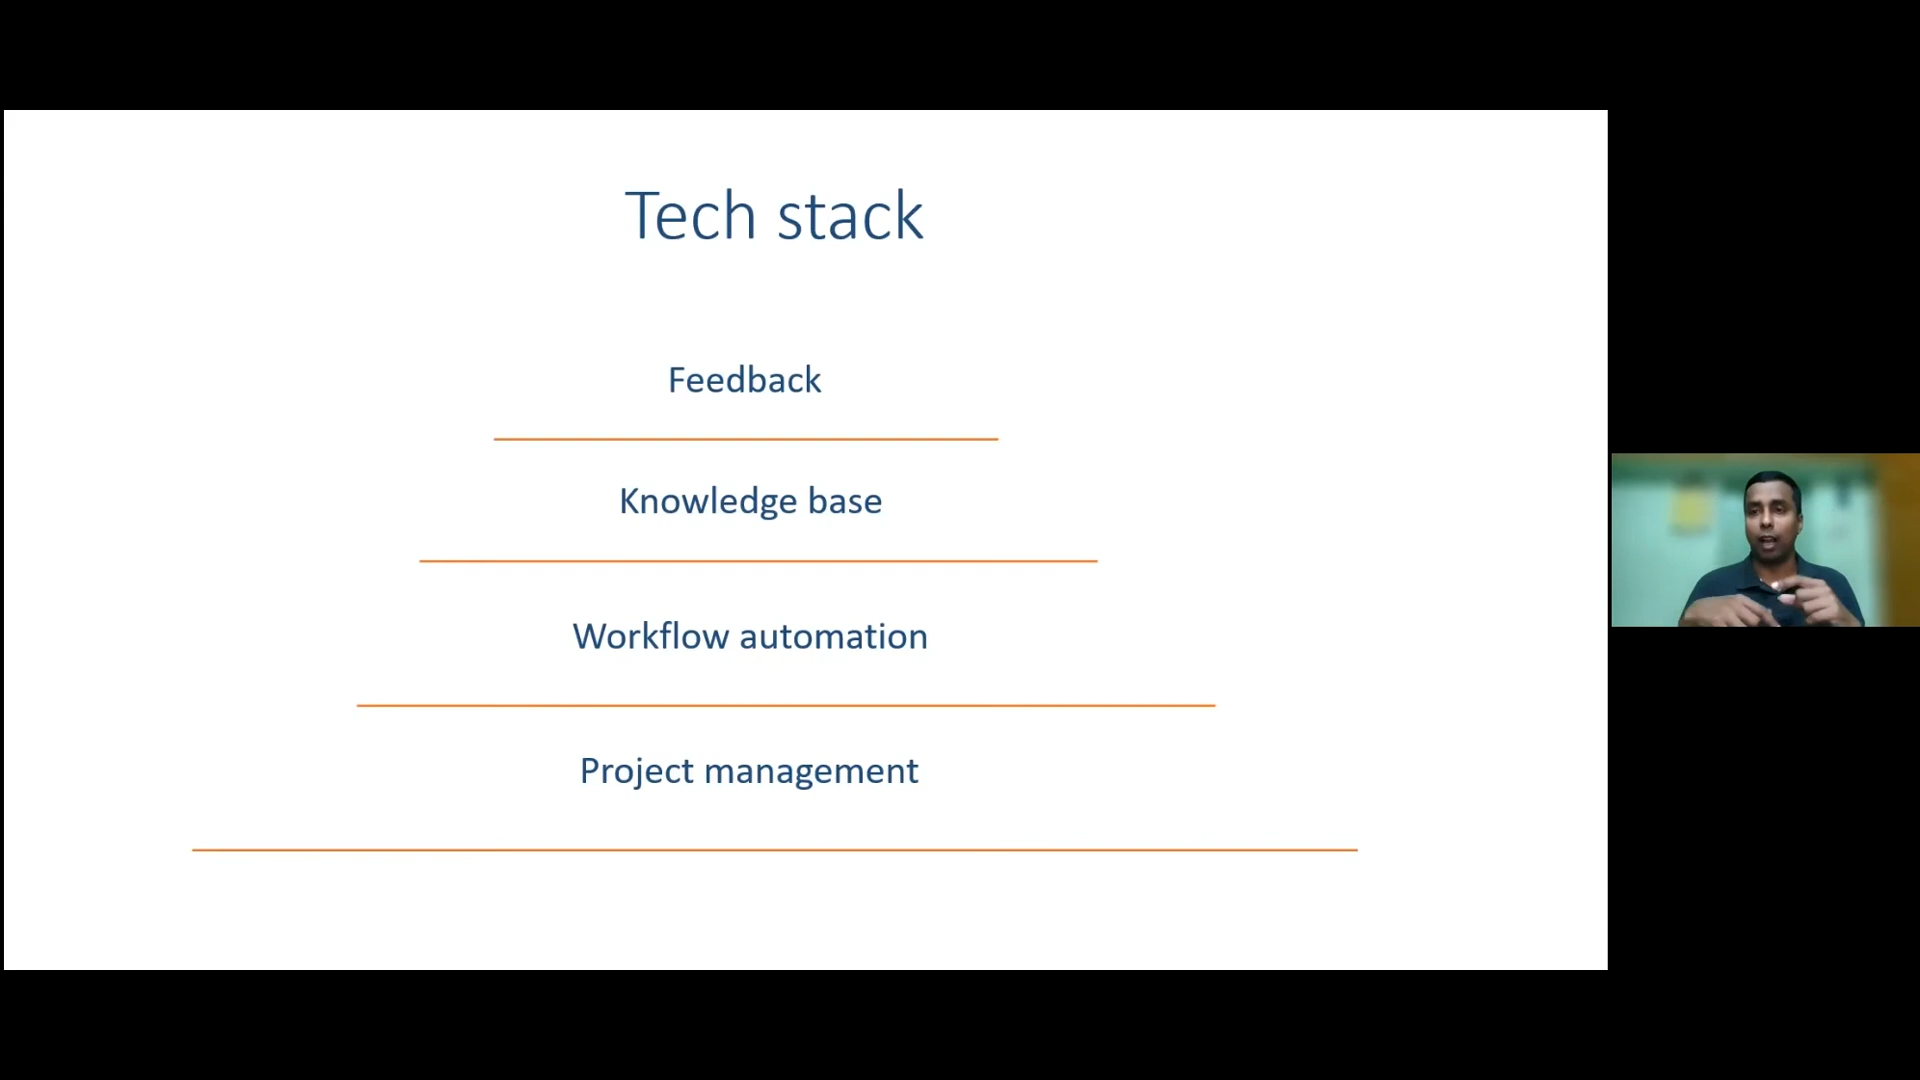 Tech stack
Feedback
Knowledge base
Workflow automation
Project management